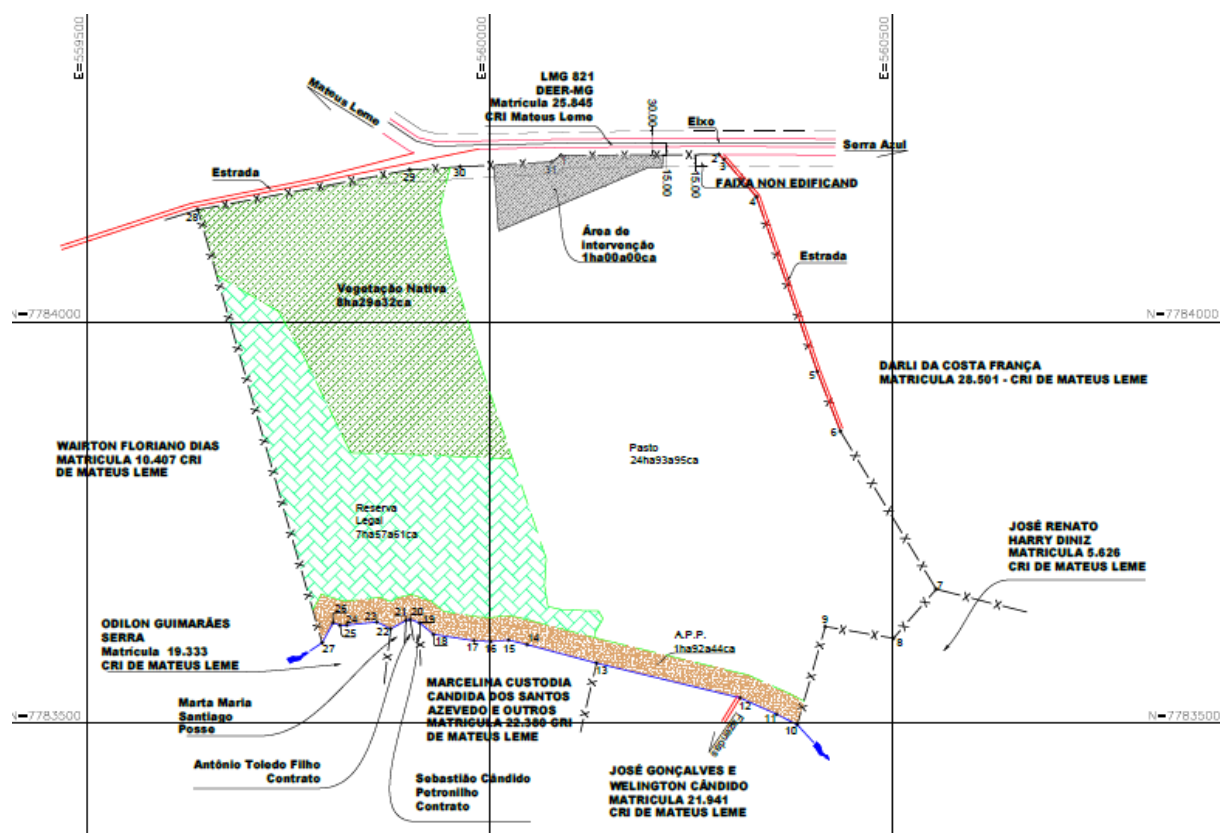 E=559500
E=560000
E=560500
Mateus Leme
LMG 821
DEER-MG
Matrícula 25.845
CRI Mateus Leme
30.00
Eixo
Serra Azul
Estrada
29
30
31
15.00
15.00
2
3
FAIXA NON EDIFICAND
4
28
Área de
intervenção
1ha00a00ca
Estrada
Vegetação Nativa
8ha29a32ca
N=7784000
N=7784000
5
DARLI DA COSTA FRANÇA
MATRICULA 28.501 - CRI DE MATEUS LEME
6
WAIRTON FLORIANO DIAS
MATRICULA 10.407 CRI
DE MATEUS LEME
Pasto
24ha93a95ca
Reserva
Legal
7ha57a61ca
JOSÉ RENATO
HARRY DINIZ
MATRICULA 5.626
CRI DE MATEUS LEME
7
8
9
ODILON GUIMARÃES
SERRA
Matrícula 19.333
CRI DE MATEUS LEME
27
26
25
24
23
22
21
20
19
18
17
16
15
14
13
A.P.P.
1ha92a44ca
12
11
10
Marta Maria
Santiago
Posse
MARCELINA CUSTODIA
CANDIDA DOS SANTOS
AZEVEDO E OUTROS
MATRICULA 22.380 CRI
DE MATEUS LEME
N=7783500
N=7783500
Fazendas
Antônio Toledo Filho
Contrato
Sebastião Cândido
Petronilho
Contrato
JOSÉ GONÇALVES E
WELINGTON CÂNDIDO
MATRICULA 21.941
CRI DE MATEUS LEME